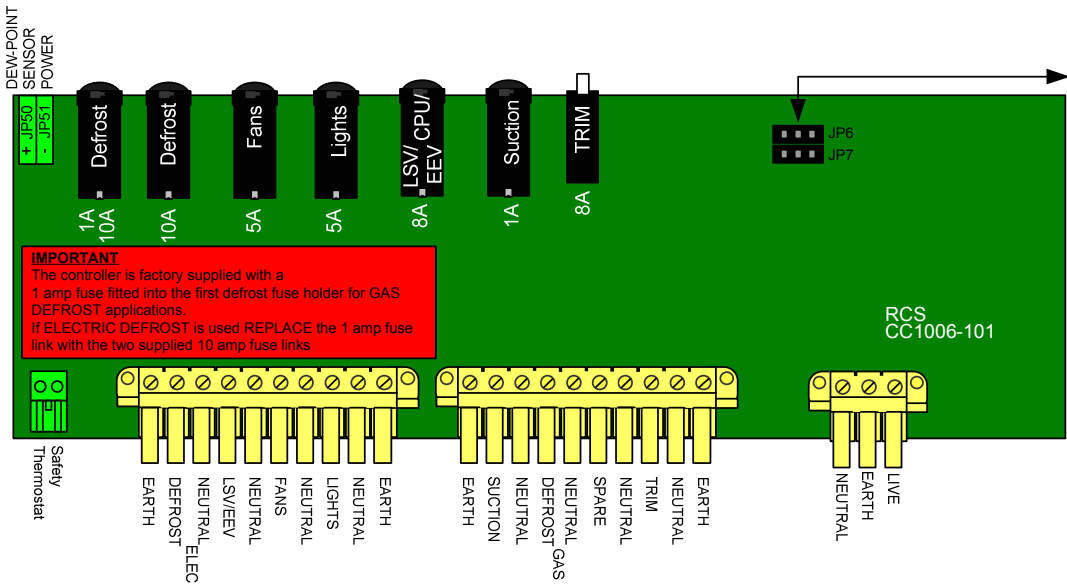 DEW-POINT
SENSOR
POWER
+ JP50
- JP51
Defrost
1A
10A
Defrost
10A
Fans
5A
Lights
5A
LSV/ CPU/
EEV
8A
Suction
1A
TRIM
8A
JP6
JP7
IMPORTANT
The controller is factory supplied with a
1 amp fuse fitted into the first defrost fuse holder for GAS
DEFROST applications.
If ELECTRIC DEFROST is used REPLACE the 1 amp fuse
link with the two supplied 10 amp fuse links
RCS
CC1006-101
Safety
Thermostat
EARTH
DEFROST ELEC
NEUTRAL
LSV/EEV
NEUTRAL
FANS
NEUTRAL
LIGHTS
NEUTRAL
EARTH
EARTH
SUCTION
NEUTRAL
DEFROST GAS
NEUTRAL
SPARE
NEUTRAL
TRIM
NEUTRAL
EARTH
NEUTRAL
EARTH
LIVE